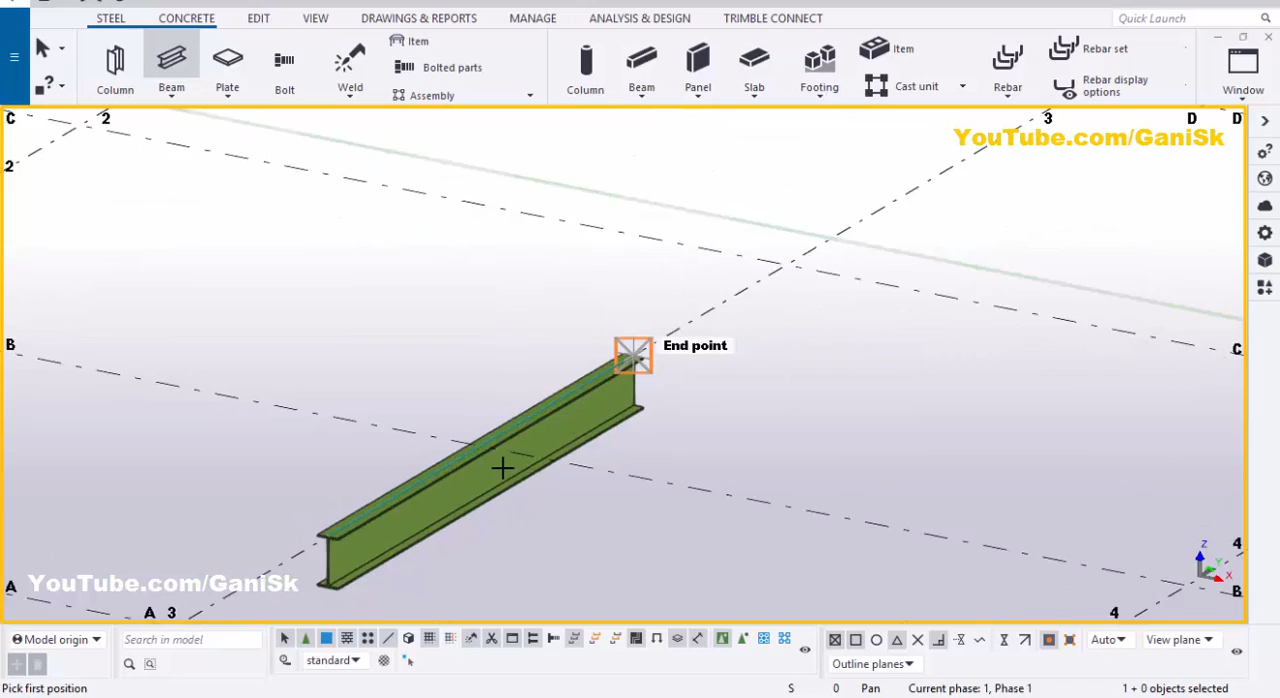 STEEL CONCRETE EDIT VIEW DRAWINGS & REPORTS MANAGE ANALYSIS & DESIGN TRIMBLE CONNECT Quick Launch
Item
Bolted parts
Assembly
Column Beam Plate Bolt Weld
Column Beam Panel Slab Footing
Item
Cast unit
Rebar
Rebar set
Rebar display
options
Window
C 2 3 D D
YouTube.com/GaniSk
2
B
End point
C
Z
Y
X
4
YouTube.com/GaniSk
A
A 3
4
B
Model origin
Search in model
standard
Auto
View plane
Outline planes
Pick first position S 0 Pan Current phase: 1, Phase 1 1 + 0 objects selected